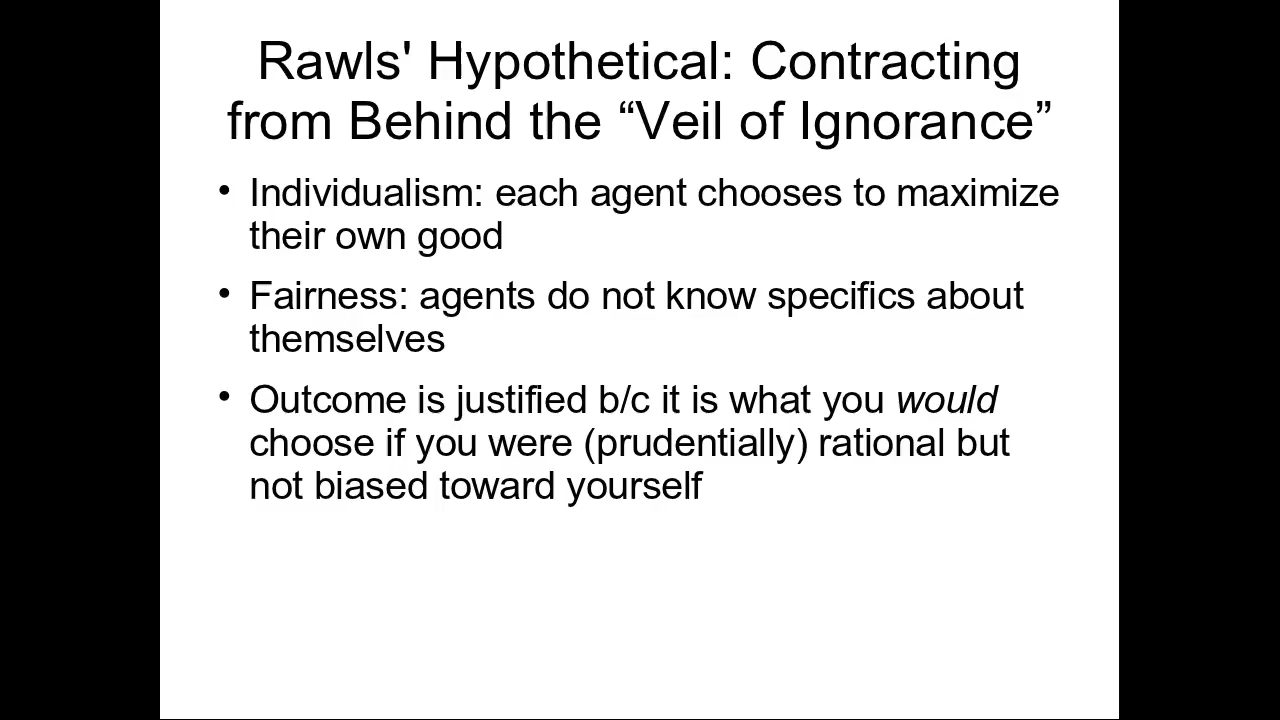 Rawls' Hypothetical: Contracting
from Behind the “Veil of Ignorance”
• Individualism: each agent chooses to maximize
their own good
• Fairness: agents do not know specifics about
themselves
• Outcome is justified b/c it is what you would
choose if you were (prudentially) rational but
not biased toward yourself